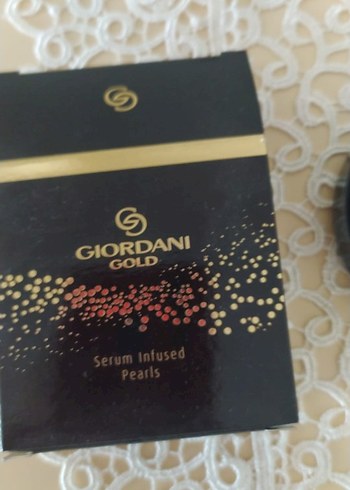 GIORDANI
GOLD
Serum Infused
Pearls